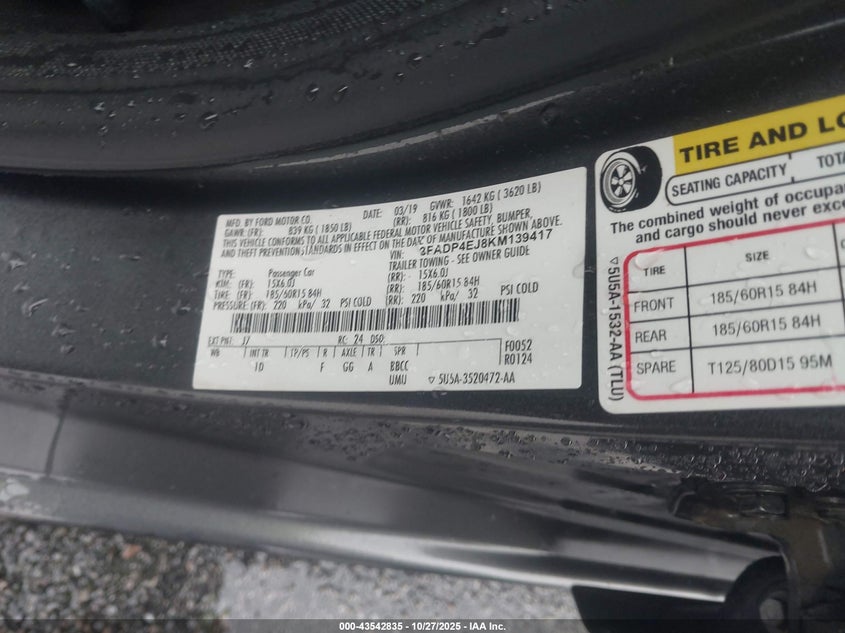 MFD. BY FORD MOTOR CO.
DATE: 03/19 GVWR: 1642 KG ( 3620 LB)
GAWR: (FR): 839 KG ( 1850 LB) (RR): 816 KG ( 1800 LB)
THIS VEHICLE CONFORMS TO ALL APPLICABLE FEDERAL MOTOR VEHICLE SAFETY, BUMPER,
AND THEFT PREVENTION STANDARDS IN EFFECT ON THE DATE OF MANUFACTURE SHOWN ABOVE.
VIN: 3FADP4EJ8KM139417
TYPE: Passenger Car TRAILER TOWING - SEE OWNER GUIDE
RIM: (FR): 15X6.0J (RR): 15X6.0J
TIRE: (FR): 185/60R15 84H (RR): 185/60R15 84H
PRESSURE: (FR): 220 kPa/ 32 PSI COLD (RR): 220 kPa/ 32 PSI COLD
EXT PNT: J7 RC: 24 DSO:
WB INT TR TP/PS R AXLE TR SPR F0052
1D F GG A BBCC R0124
UMU ▽ 5U5A-3520472-AA
TIRE AND LO
SEATING CAPACITY TOTA
The combined weight of occupa
and cargo should never exce
TIRE SIZE
FRONT 185/60R15 84H
REAR 185/60R15 84H
SPARE T125/80D15 95M
▽5U5A-1532-AA (TLU)
000-43542835 | 10/27/2025 | © IAA Inc.